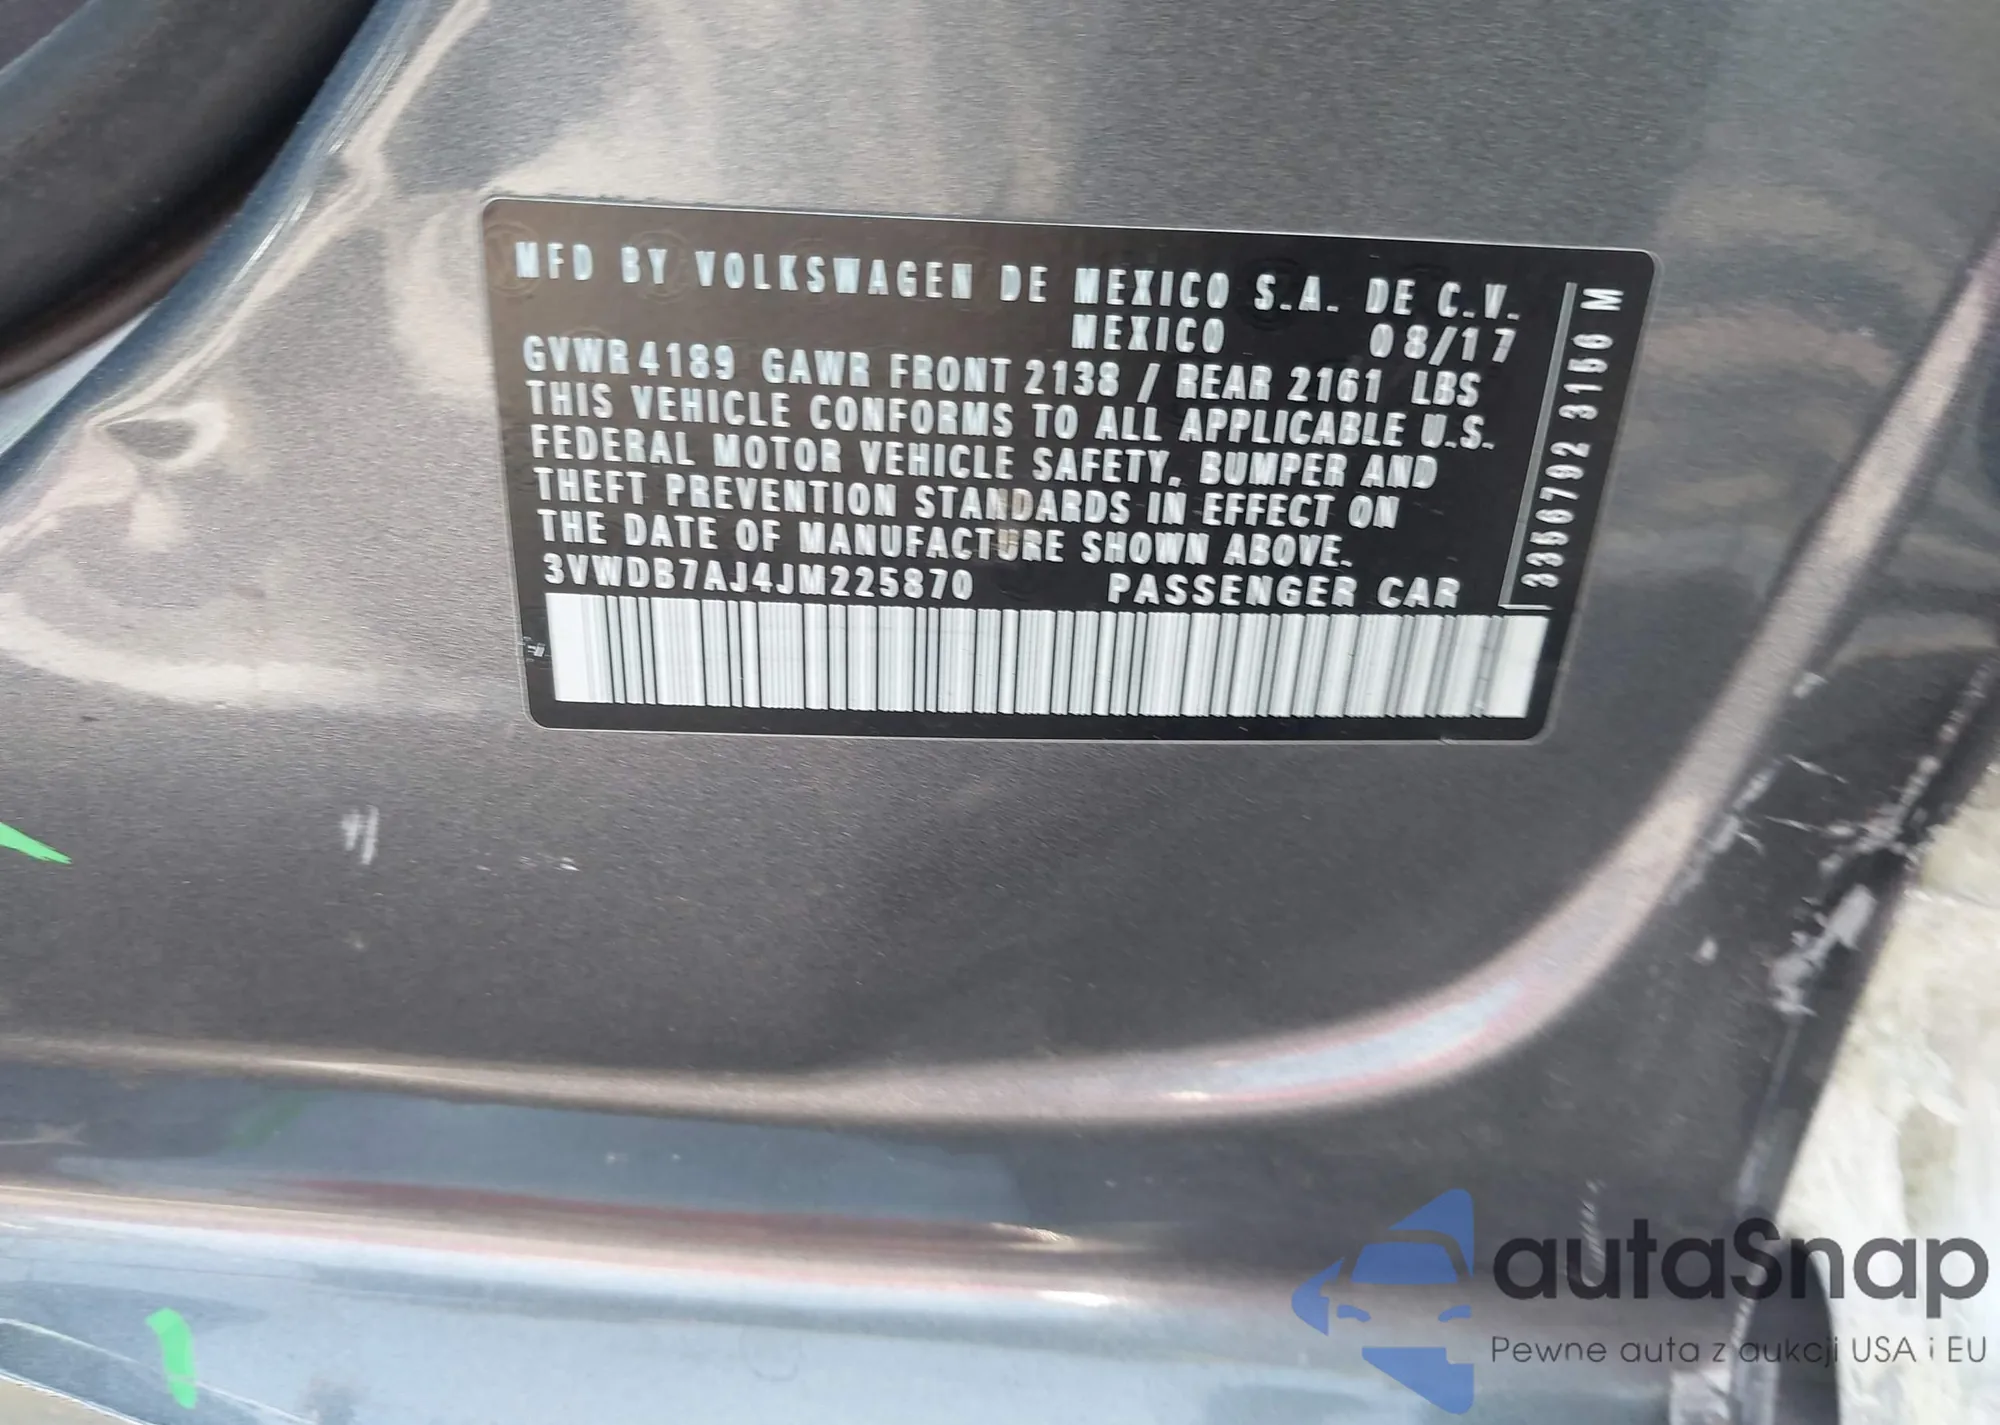 MFD BY VOLKSWAGEN DE MEXICO S.A. DE C.V.
MEXICO 08/17
GVWR 4189 GAWR FRONT 2138 / REAR 2161 LBS
THIS VEHICLE CONFORMS TO ALL APPLICABLE U.S.
FEDERAL MOTOR VEHICLE SAFETY, BUMPER AND
THEFT PREVENTION STANDARDS IN EFFECT ON
THE DATE OF MANUFACTURE SHOWN ABOVE.
3VWDB7AJ4JM225870 PASSENGER CAR
3356792 3156 M
autaSnap
Pewne auta z aukcji USA i EU